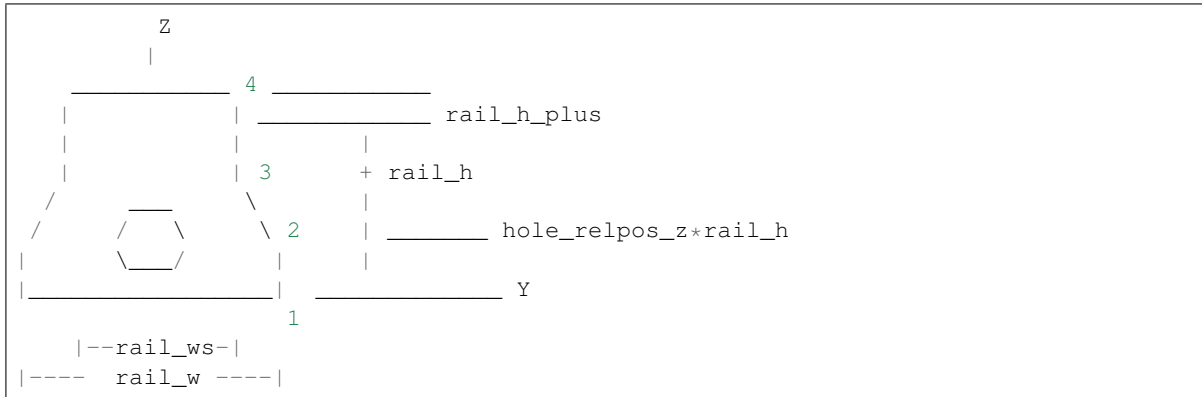 Z
4
rail_h_plus
3 + rail_h
2 hole_relpos_z*rail_h
Y
1
|--rail_ws-|
|---- rail_w ----|